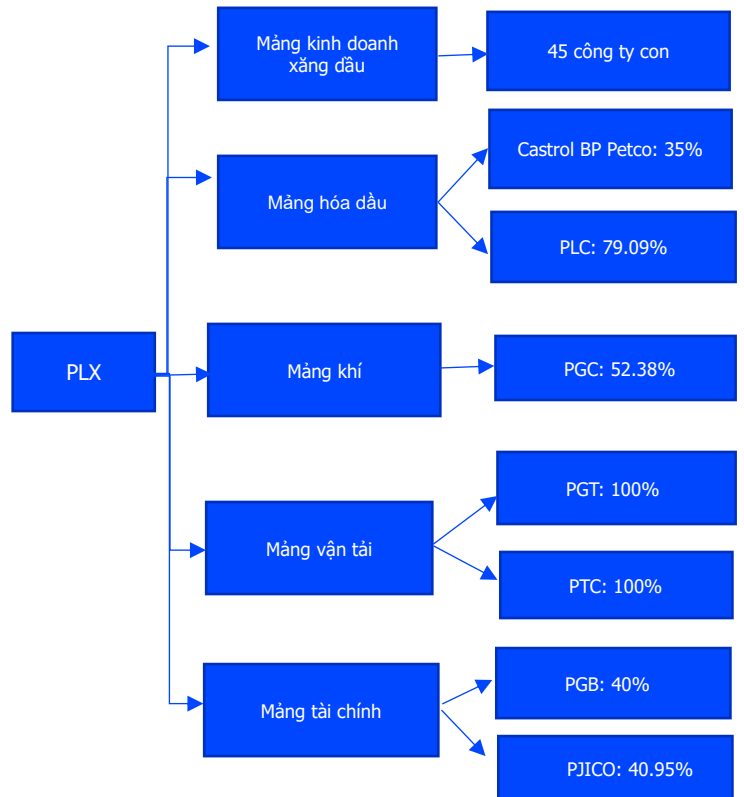 Mảng kinh doanh
xăng dầu
45 công ty con
Castrol BP Petco: 35%
Mảng hóa dầu
PLC: 79.09%
PLX
Mảng khí
PGC: 52.38%
PGT: 100%
Mảng vận tải
PTC: 100%
PGB: 40%
Mảng tài chính
PJICO: 40.95%